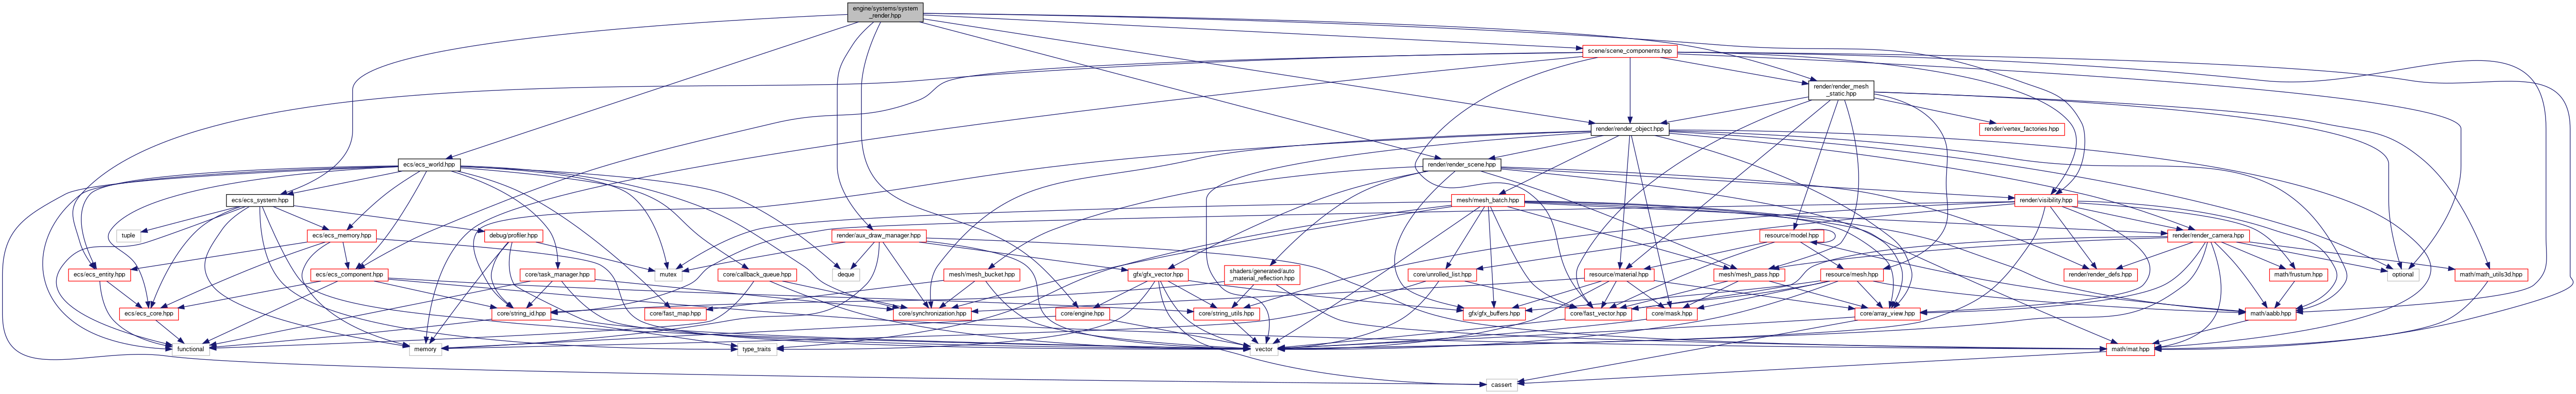 engine/systems/system
_render.hpp
scene/scene_components.hpp
render/render_mesh
_static.hpp
render/render_object.hpp
render/vertex_factories.hpp
ecs/ecs_world.hpp
render/render_scene.hpp
ecs/ecs_system.hpp
mesh/mesh_batch.hpp
render/visibility.hpp
tuple
ecs/ecs_memory.hpp
debug/profiler.hpp
render/aux_draw_manager.hpp
resource/model.hpp
render/render_camera.hpp
ecs/ecs_entity.hpp
ecs/ecs_component.hpp
core/task_manager.hpp
mutex
core/callback_queue.hpp
deque
mesh/mesh_bucket.hpp
gfx/gfx_vector.hpp
shaders/generated/auto
_material_reflection.hpp
core/unrolled_list.hpp
resource/material.hpp
mesh/mesh_pass.hpp
resource/mesh.hpp
render/render_defs.hpp
math/frustum.hpp
optional
math/math_utils3d.hpp
ecs/ecs_core.hpp
core/string_id.hpp
core/fast_map.hpp
core/synchronization.hpp
core/engine.hpp
core/string_utils.hpp
gfx/gfx_buffers.hpp
core/fast_vector.hpp
core/mask.hpp
core/array_view.hpp
math/aabb.hpp
functional
memory
type_traits
vector
math/mat.hpp
cassert